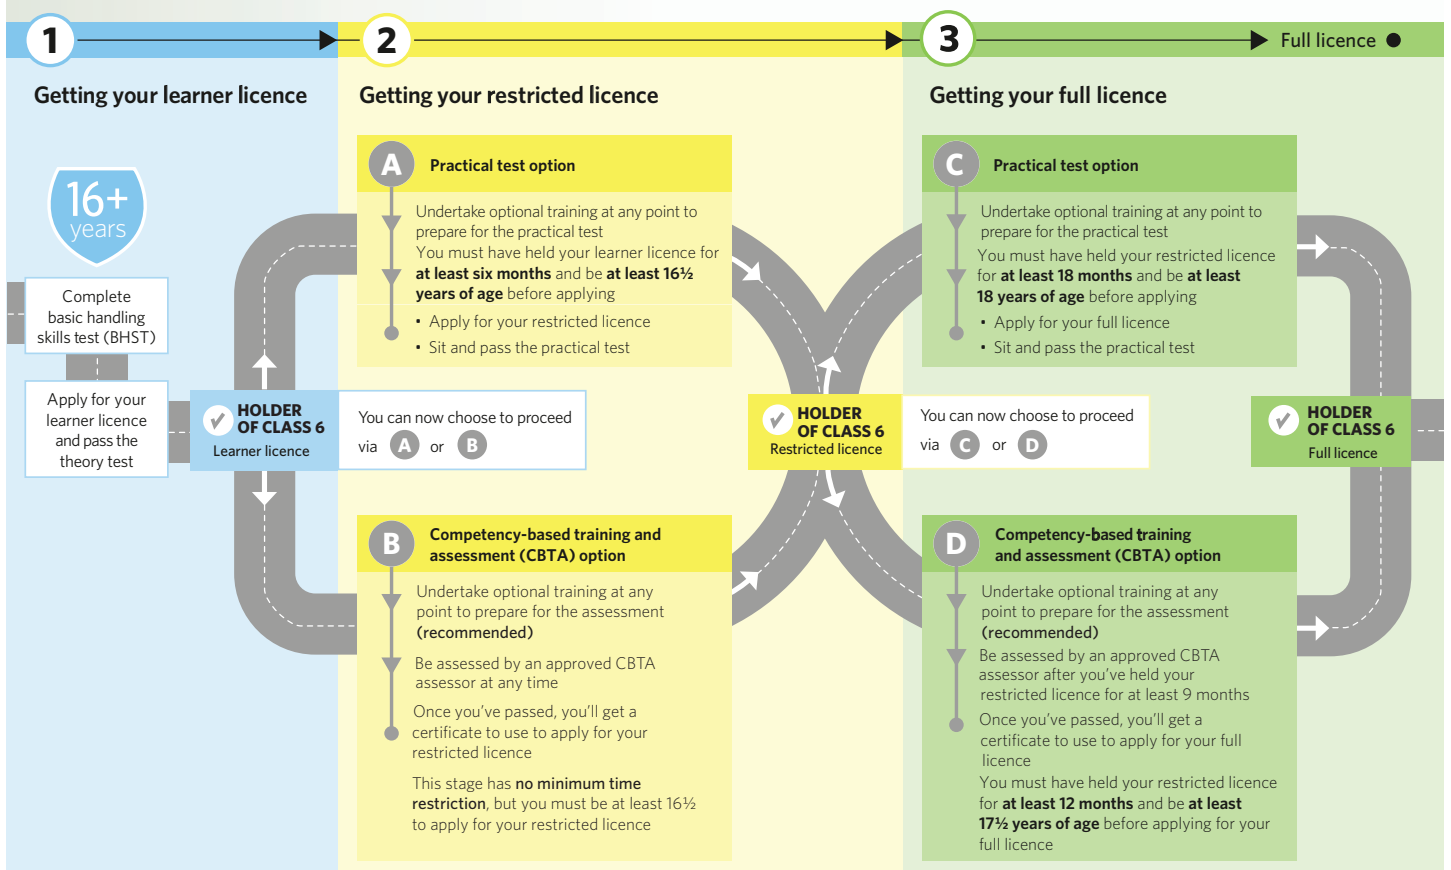 1
2
3
Full licence
Getting your learner licence
16+
years
Complete
basic handling
skills test (BHST)
Apply for your
learner licence
and pass the
theory test
HOLDER
OF CLASS 6
Learner licence
Getting your restricted licence
A
Practical test option
Undertake optional training at any point to
prepare for the practical test
You must have held your learner licence for
at least six months and be at least 16½
years of age before applying
• Apply for your restricted licence
• Sit and pass the practical test
You can now choose to proceed
via A or B
B
Competency-based training and
assessment (CBTA) option
Undertake optional training at any
point to prepare for the assessment
(recommended)
Be assessed by an approved CBTA
assessor at any time
Once you've passed, you'll get a
certificate to use to apply for your
restricted licence
This stage has no minimum time
restriction, but you must be at least 16½
to apply for your restricted licence
HOLDER
OF CLASS 6
Restricted licence
Getting your full licence
C
Practical test option
Undertake optional training at any point to
prepare for the practical test
You must have held your restricted licence
for at least 18 months and be at least
18 years of age before applying
• Apply for your full licence
• Sit and pass the practical test
You can now choose to proceed
via C or D
D
Competency-based training
and assessment (CBTA) option
Undertake optional training at any
point to prepare for the assessment
(recommended)
Be assessed by an approved CBTA
assessor after you've held your
restricted licence for at least 9 months
Once you've passed, you'll get a
certificate to use to apply for your full
licence
You must have held your restricted licence
for at least 12 months and be at least
17½ years of age before applying for your
full licence
HOLDER
OF CLASS 6
Full licence